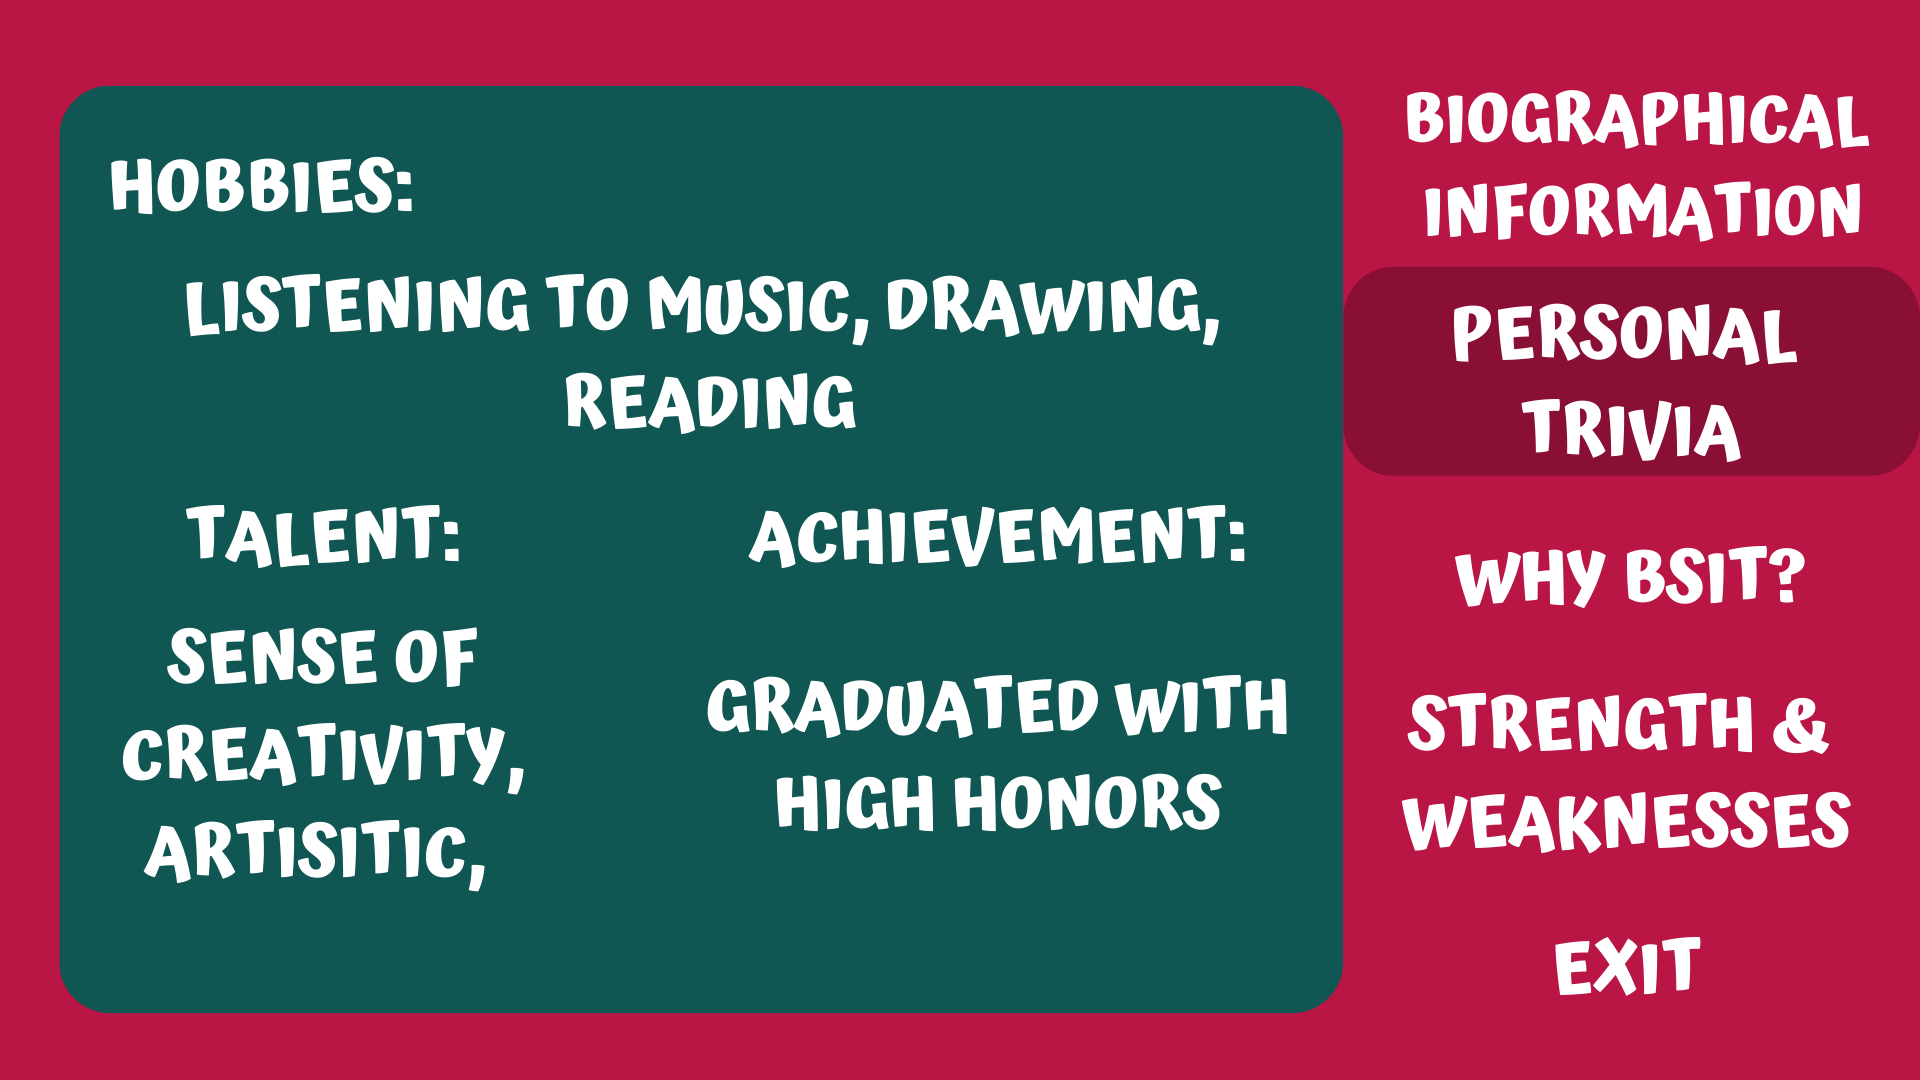 HOBBIES:
LISTENING TO MUSIC, DRAWING,
READING
TALENT:
SENSE OF
CREATIVITY,
ARTISITIC,
ACHIEVEMENT:
GRADUATED WITH
HIGH HONORS
BIOGRAPHICAL
INFORMATION
PERSONAL
TRIVIA
WHY BSIT?
STRENGTH &
WEAKNESSES
EXIT